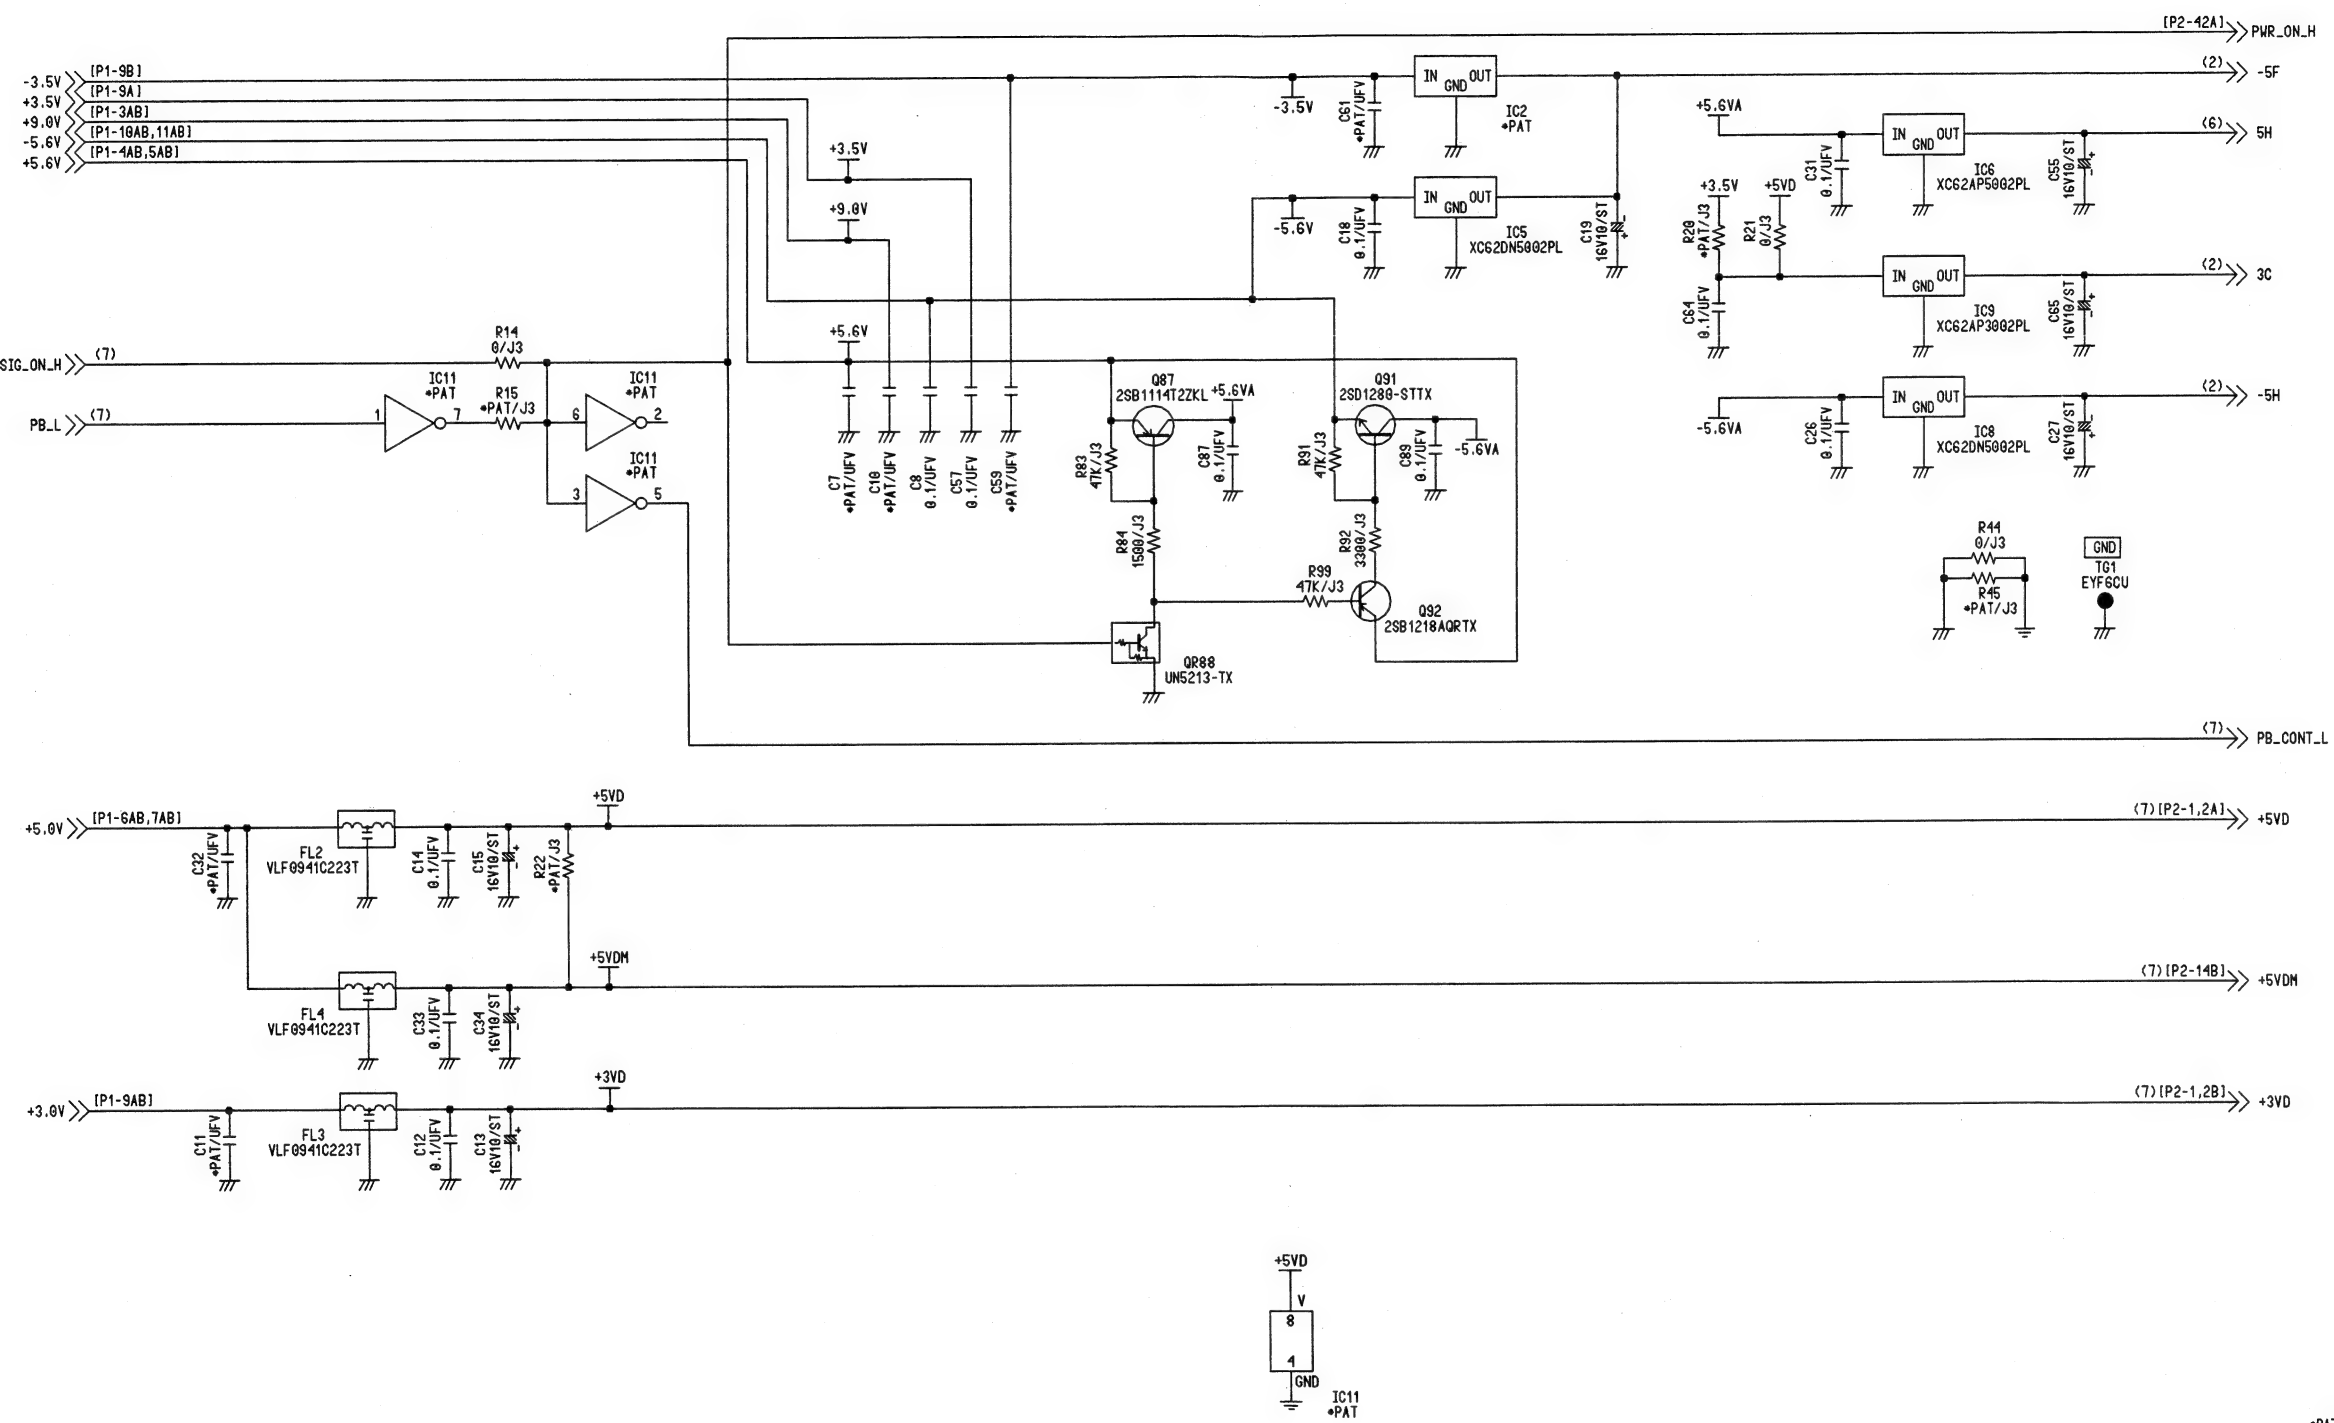 [P2-42A] PWR_ON_H
-3.5V [P1-9B]
+3.5V [P1-9A]
+9.0V [P1-3AB]
-5.6V [P1-10AB,11AB]
+5.6V [P1-4AB,5AB]
-3.5V
C61
*PAT/UFV
IN OUT
GND
IC2
*PAT
(2) -5F
+5.6VA
C31
0.1/UFV
IN OUT
GND
IC6
XC62AP5002PL
C55
16V10/ST
+
-
(6) 5H
+3.5V
+9.0V
-5.6V
C18
0.1/UFV
IN OUT
GND
IC5
XC62DN5002PL
C19
16V10/ST
-
+
+3.5V
+5VD
R20
*PAT/J3
R21
0/J3
C64
0.1/UFV
IN OUT
GND
IC9
XC62AP3002PL
C65
16V10/ST
+
-
(2) 3C
SIG_ON_H (7)
R14
0/J3
PB_L (7)
1
IC11
*PAT
7
R15
*PAT/J3
6
IC11
*PAT
2
3
IC11
*PAT
5
+5.6V
C7
*PAT/UFV
C10
*PAT/UFV
C8
0.1/UFV
C57
0.1/UFV
C59
*PAT/UFV
Q87
2SB1114T2ZKL
+5.6VA
R83
47K/J3
C87
0.1/UFV
R84
1500/J3
Q91
2SD1280-STTX
R91
47K/J3
C89
0.1/UFV
-5.6VA
R92
3300/J3
R99
47K/J3
Q92
2SB1218AQRTX
QR88
UN5213-TX
-5.6VA
C26
0.1/UFV
IN OUT
GND
IC8
XC62DN5002PL
C27
16V10/ST
-
+
(2) -5H
R44
0/J3
R45
*PAT/J3
GND
TG1
EYF6CU
(7) PB_CONT_L
+5.0V [P1-6AB,7AB]
C32
*PAT/UFV
FL2
VLF0941C223T
C14
0.1/UFV
C15
16V10/ST
+
-
R22
*PAT/J3
+5VD
(7)[P2-1,2A] +5VD
FL4
VLF0941C223T
C33
0.1/UFV
C34
16V10/ST
+
-
+5VDM
(7)[P2-14B] +5VDM
+3.0V [P1-9AB]
C11
*PAT/UFV
FL3
VLF0941C223T
C12
0.1/UFV
C13
16V10/ST
+
-
+3VD
(7)[P2-1,2B] +3VD
+5VD
V
8
4
GND
IC11
*PAT